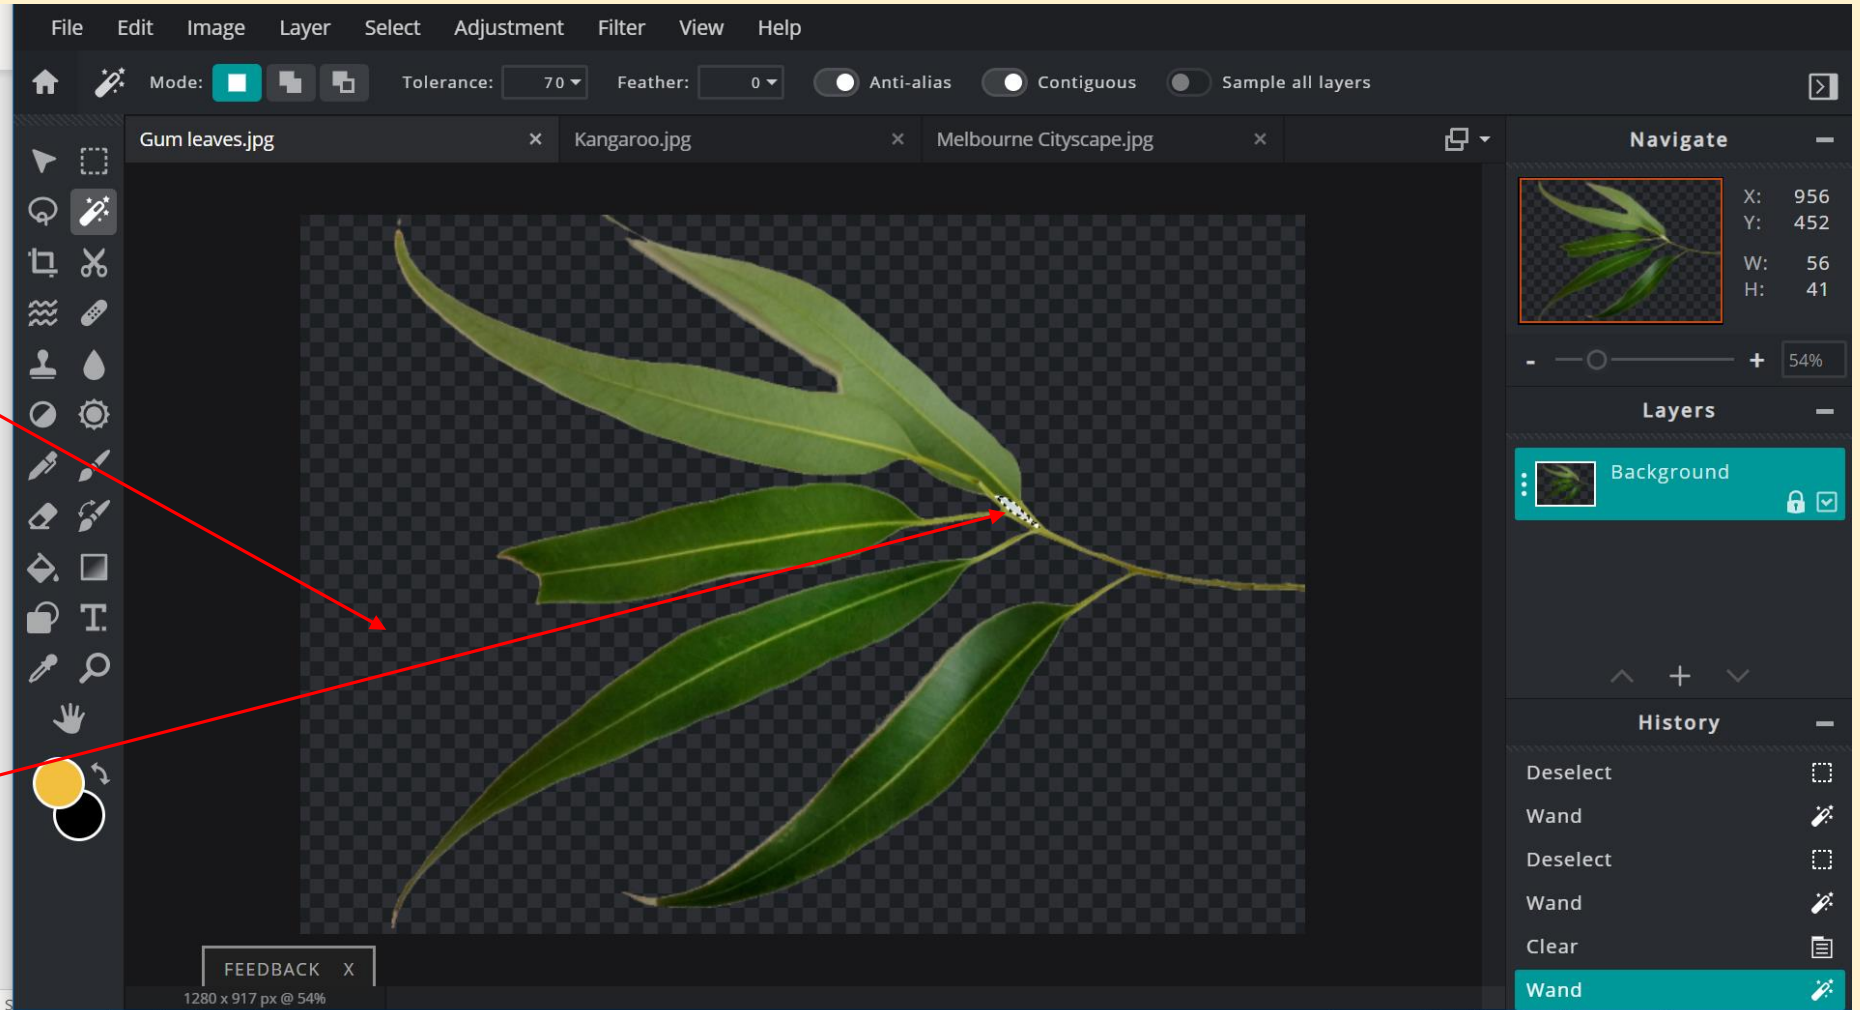 File Edit Image Layer Select Adjustment Filter View Help
Mode: Tolerance: 70 Feather: 0 Anti-alias Contiguous Sample all layers
Gum leaves.jpg × Kangaroo.jpg × Melbourne Cityscape.jpg ×
Navigate
X: 956
Y: 452
W: 56
H: 41
- + 54%
Layers
Background
T.
History
Deselect
Wand
Deselect
Wand
Clear
Wand
FEEDBACK X
1280 x 917 px @ 54%
S